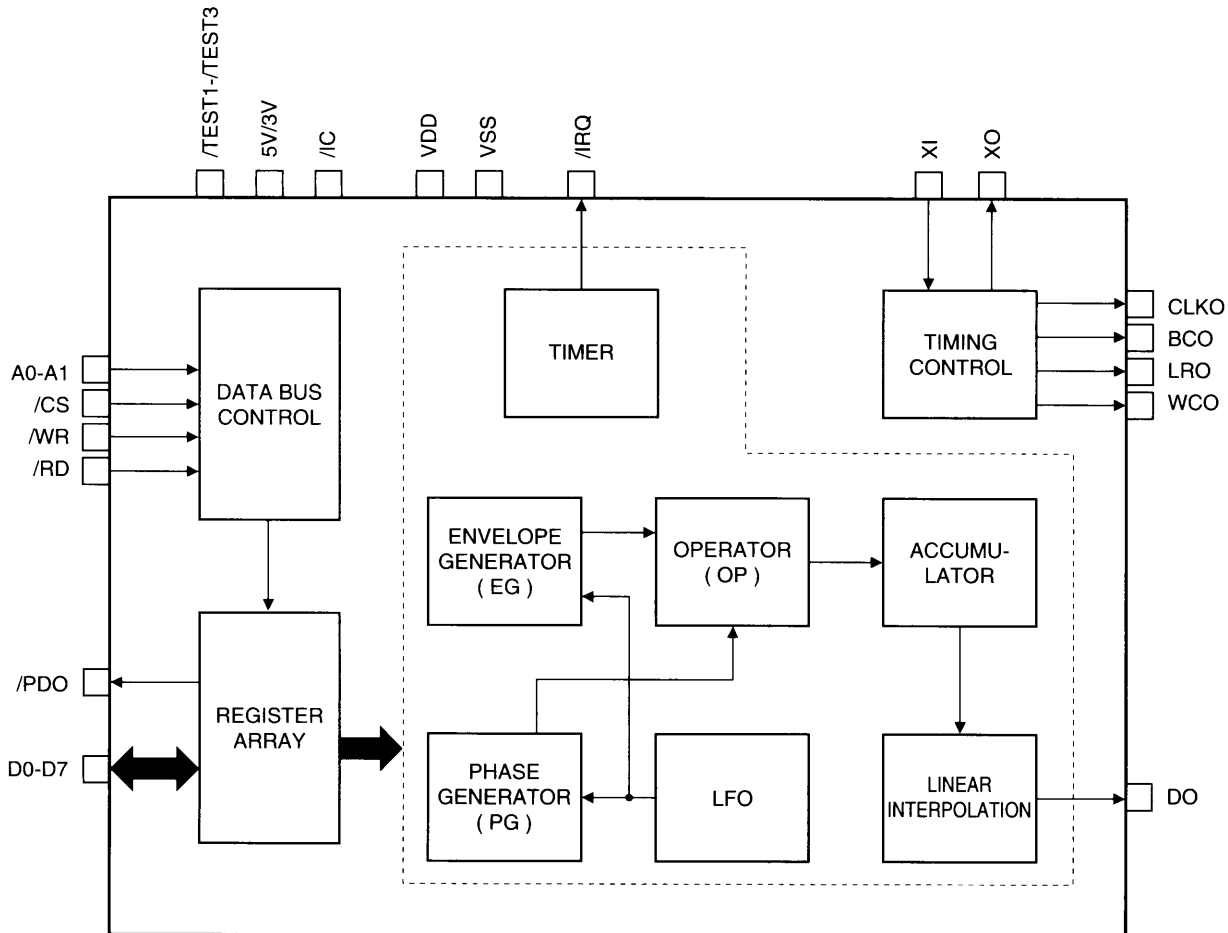 /TEST1-/TEST3
5V/3V
/IC
VDD
VSS
/IRQ
XI
XO
A0-A1
/CS
/WR
/RD
DATA BUS
CONTROL
TIMER
TIMING
CONTROL
CLKO
BCO
LRO
WCO
ENVELOPE
GENERATOR
( EG )
OPERATOR
( OP )
ACCUMU-
LATOR
/PDO
D0-D7
REGISTER
ARRAY
PHASE
GENERATOR
( PG )
LFO
LINEAR
INTERPOLATION
DO